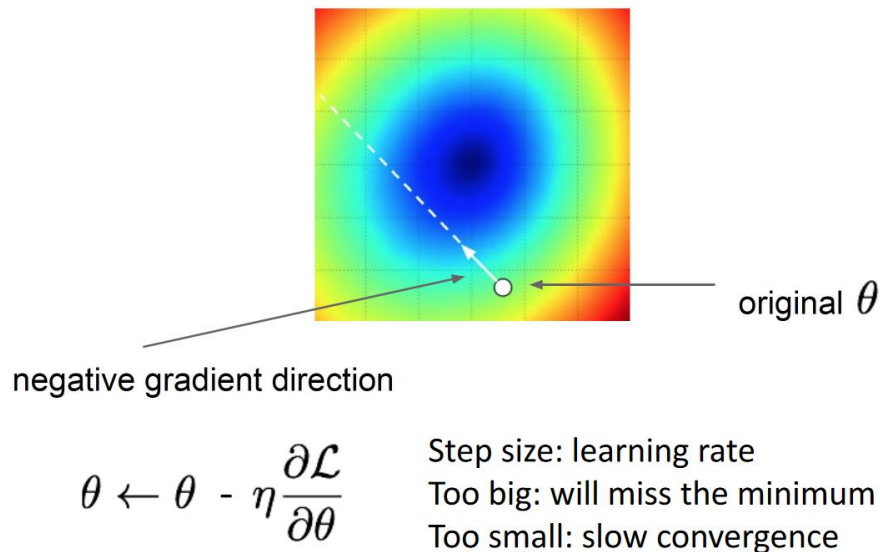 original θ
negative gradient direction
θ ← θ - η ∂ℒ/∂θ
Step size: learning rate
Too big: will miss the minimum
Too small: slow convergence